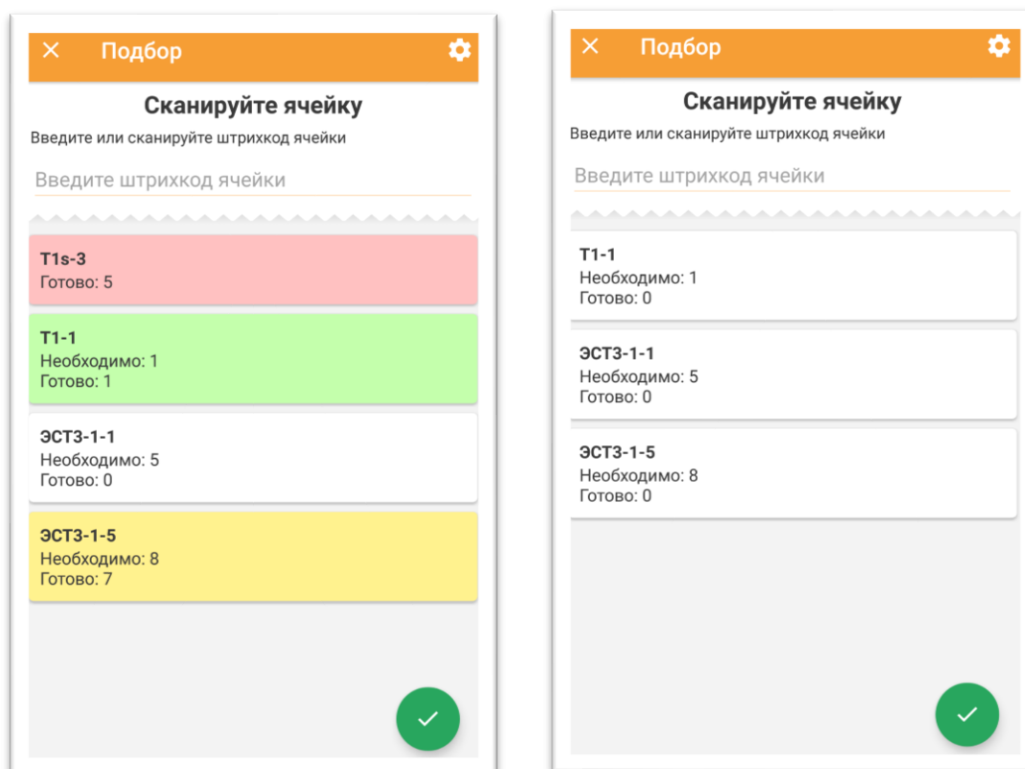 Подбор
Сканируйте ячейку
Введите или сканируйте штрихкод ячейки
Введите штрихкод ячейки
T1s-3
Готово: 5
T1-1
Необходимо: 1
Готово: 1
ЭСТ3-1-1
Необходимо: 5
Готово: 0
ЭСТ3-1-5
Необходимо: 8
Готово: 7
Подбор
Сканируйте ячейку
Введите или сканируйте штрихкод ячейки
Введите штрихкод ячейки
T1-1
Необходимо: 1
Готово: 0
ЭСТ3-1-1
Необходимо: 5
Готово: 0
ЭСТ3-1-5
Необходимо: 8
Готово: 0